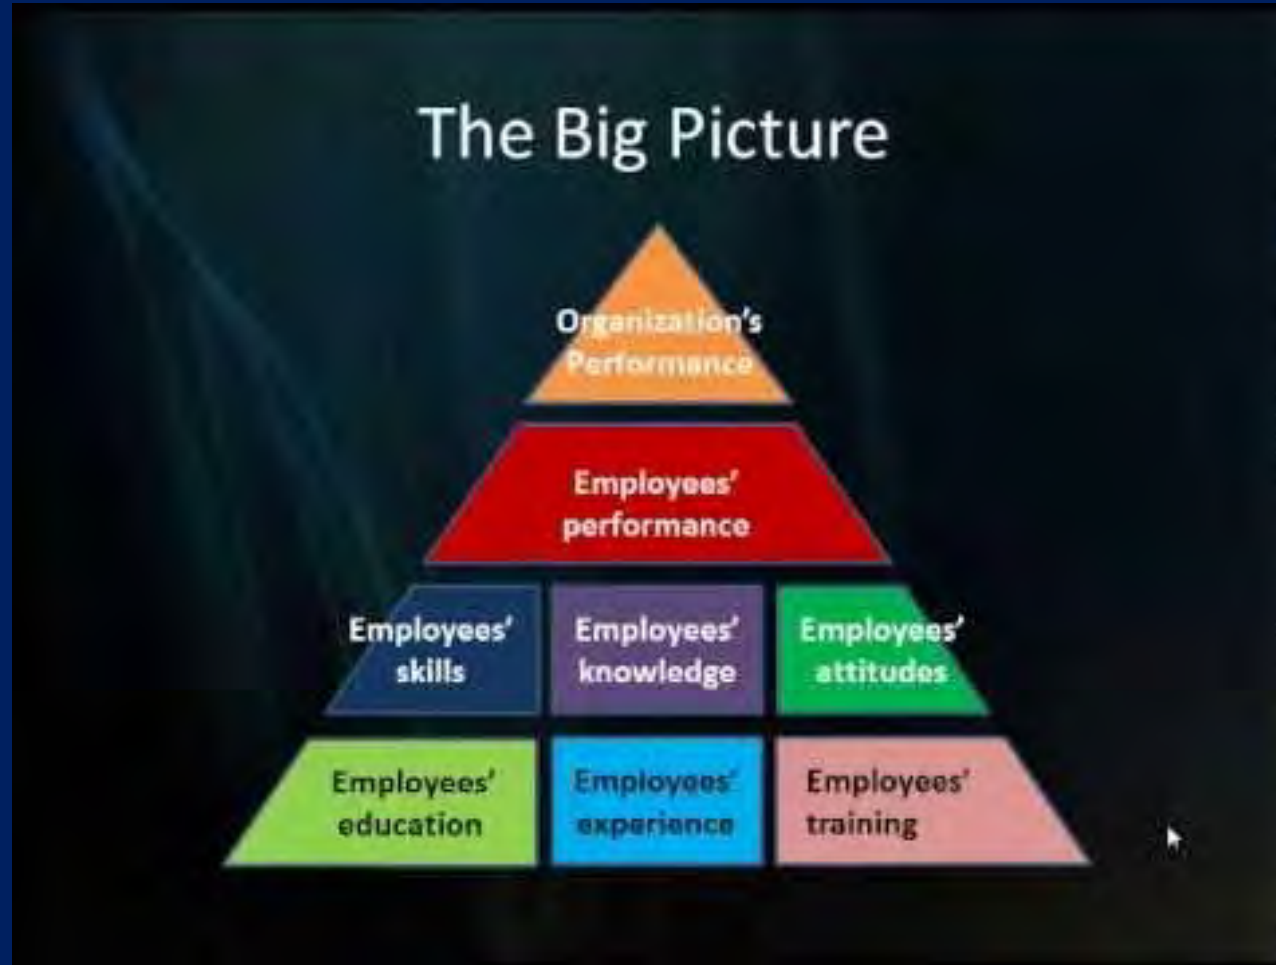 The Big Picture
Organization's
Performance
Employees'
performance
Employees'
skills
Employees'
knowledge
Employees'
attitudes
Employees'
education
Employees'
experience
Employees'
training